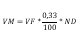 VM = VF * 0,33/100 * ND